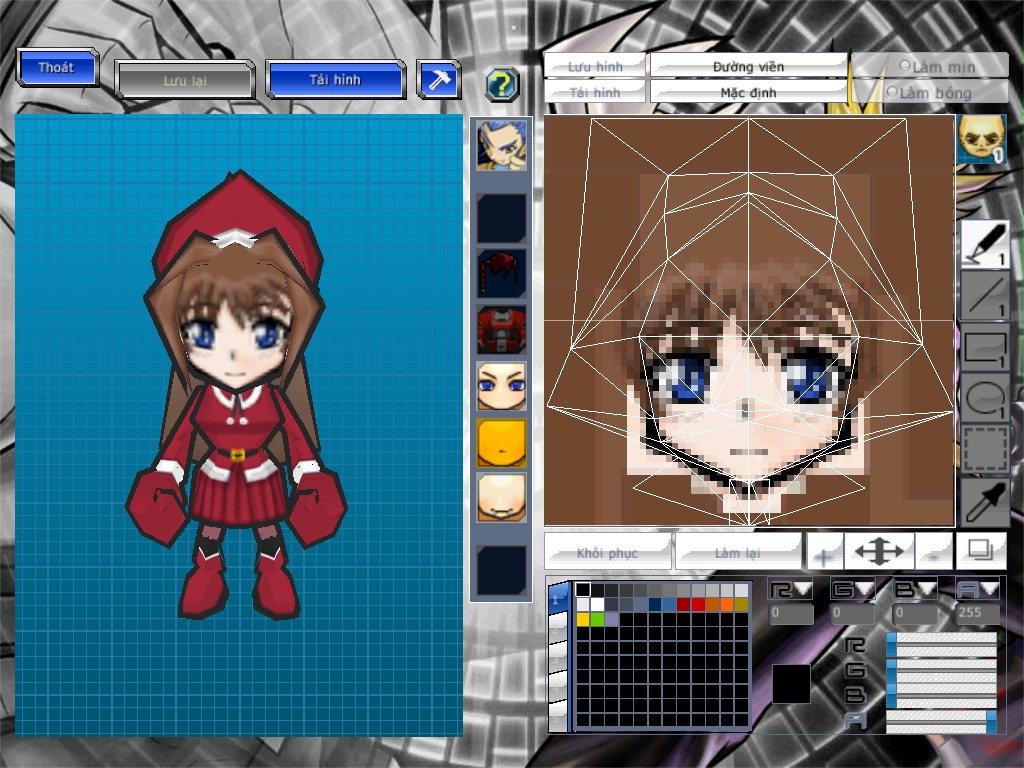 Thoát
Lưu lại
Tải hình
?
Lưu hình
Đường viền
Làm mịn
Tải hình
Mặc định
Làm bóng
1
1
1
1
1
Khôi phục
Làm lại
+
-
1
R
G
B
A
0
0
0
255
R
G
B
A